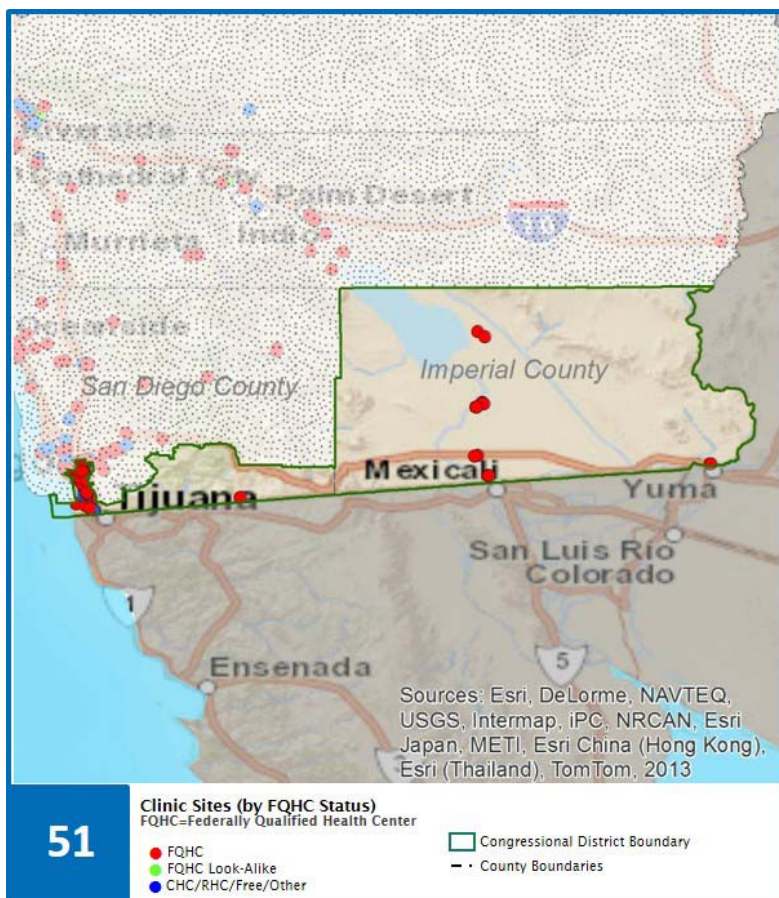 Riverside
Cathedral City
Palm Desert
Murrieta
Indio
Oceanside
San Diego County
Imperial County
Mexicali
Tijuana
Yuma
San Luis Rio
Colorado
1
Ensenada
5
Sources: Esri, DeLorme, NAVTEQ,
USGS, Intermap, iPC, NRCAN, Esri
Japan, METI, Esri China (Hong Kong),
Esri (Thailand), TomTom, 2013
51
Clinic Sites (by FQHC Status)
FQHC=Federally Qualified Health Center
FQHC
FQHC Look-Alike
CHC/RHC/Free/Other
Congressional District Boundary
County Boundaries